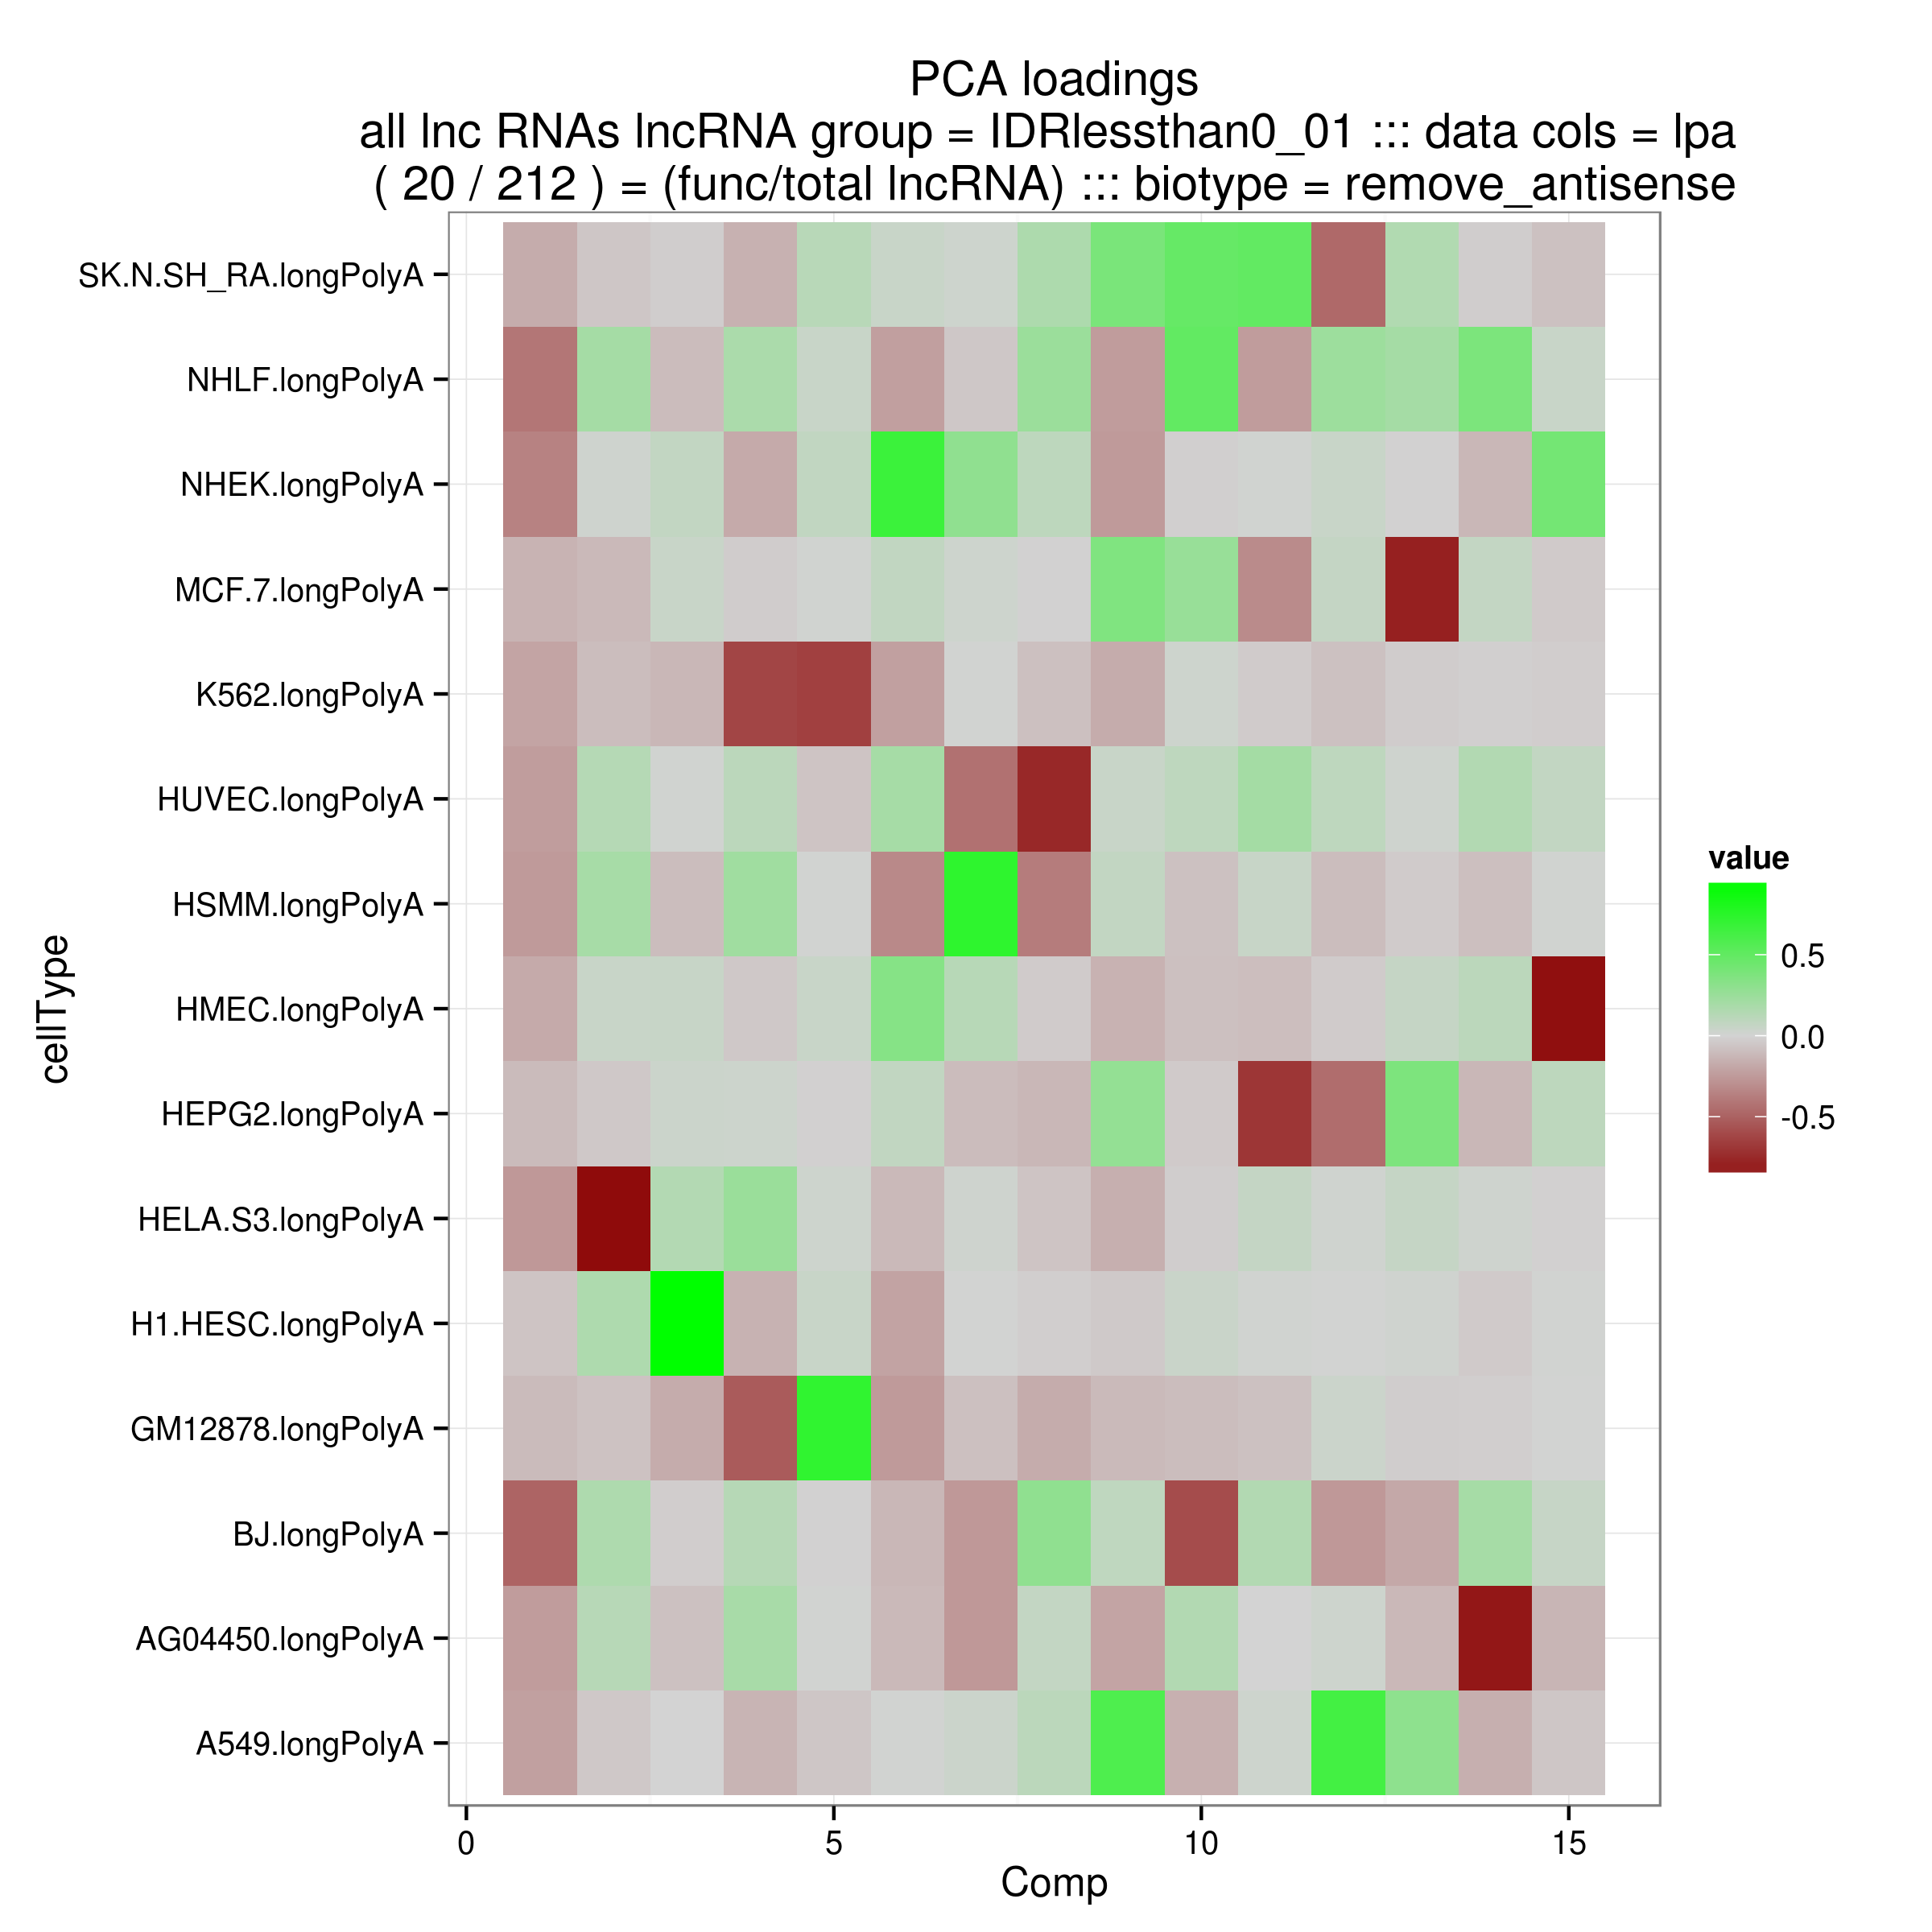 PCA loadings
all lnc RNAs lncRNA group = IDRlessthan0_01 ::: data cols = lpa
( 20 / 212 ) = (func/total lncRNA) ::: biotype = remove_antisense
SK.N.SH_RA.longPolyA
NHLF.longPolyA
NHEK.longPolyA
MCF.7.longPolyA
K562.longPolyA
HUVEC.longPolyA
HSMM.longPolyA
HMEC.longPolyA
HEPG2.longPolyA
HELA.S3.longPolyA
H1.HESC.longPolyA
GM12878.longPolyA
BJ.longPolyA
AG04450.longPolyA
A549.longPolyA
cellType
0 5 10 15
Comp
value
0.5
0.0
-0.5